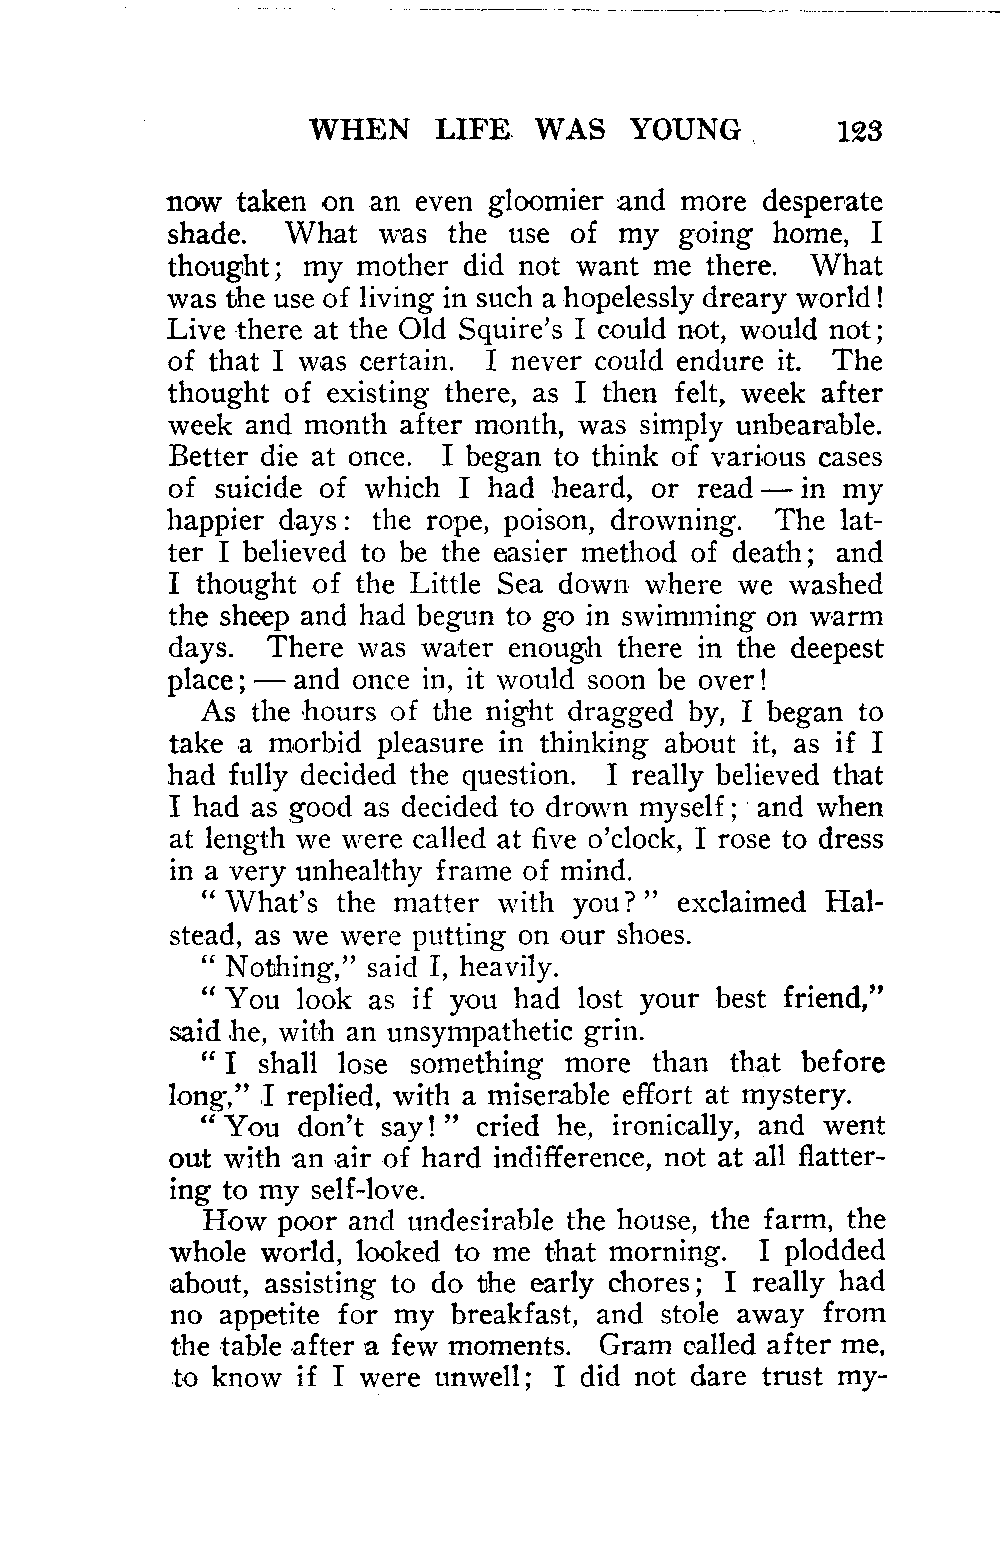 WHEN LIFE WAS YOUNG 123
now taken on an even gloomier and more desperate
shade. What was the use of my going home, I
thought; my mother did not want me there. What
was the use of living in such a hopelessly dreary world!
Live there at the Old Squire's I could not, would not;
of that I was certain. I never could endure it. The
thought of existing there, as I then felt, week after
week and month after month, was simply unbearable.
Better die at once. I began to think of various cases
of suicide of which I had heard, or read — in my
happier days: the rope, poison, drowning. The lat-
ter I believed to be the easier method of death; and
I thought of the Little Sea down where we washed
the sheep and had begun to go in swimming on warm
days. There was water enough there in the deepest
place; — and once in, it would soon be over!
As the hours of the night dragged by, I began to
take a morbid pleasure in thinking about it, as if I
had fully decided the question. I really believed that
I had as good as decided to drown myself; and when
at length we were called at five o'clock, I rose to dress
in a very unhealthy frame of mind.
"What's the matter with you?" exclaimed Hal-
stead, as we were putting on our shoes.
"Nothing," said I, heavily.
"You look as if you had lost your best friend,"
said he, with an unsympathetic grin.
"I shall lose something more than that before
long," I replied, with a miserable effort at mystery.
"You don't say!" cried he, ironically, and went
out with an air of hard indifference, not at all flatter-
ing to my self-love.
How poor and undesirable the house, the farm, the
whole world, looked to me that morning. I plodded
about, assisting to do the early chores; I really had
no appetite for my breakfast, and stole away from
the table after a few moments. Gram called after me,
to know if I were unwell; I did not dare trust my-